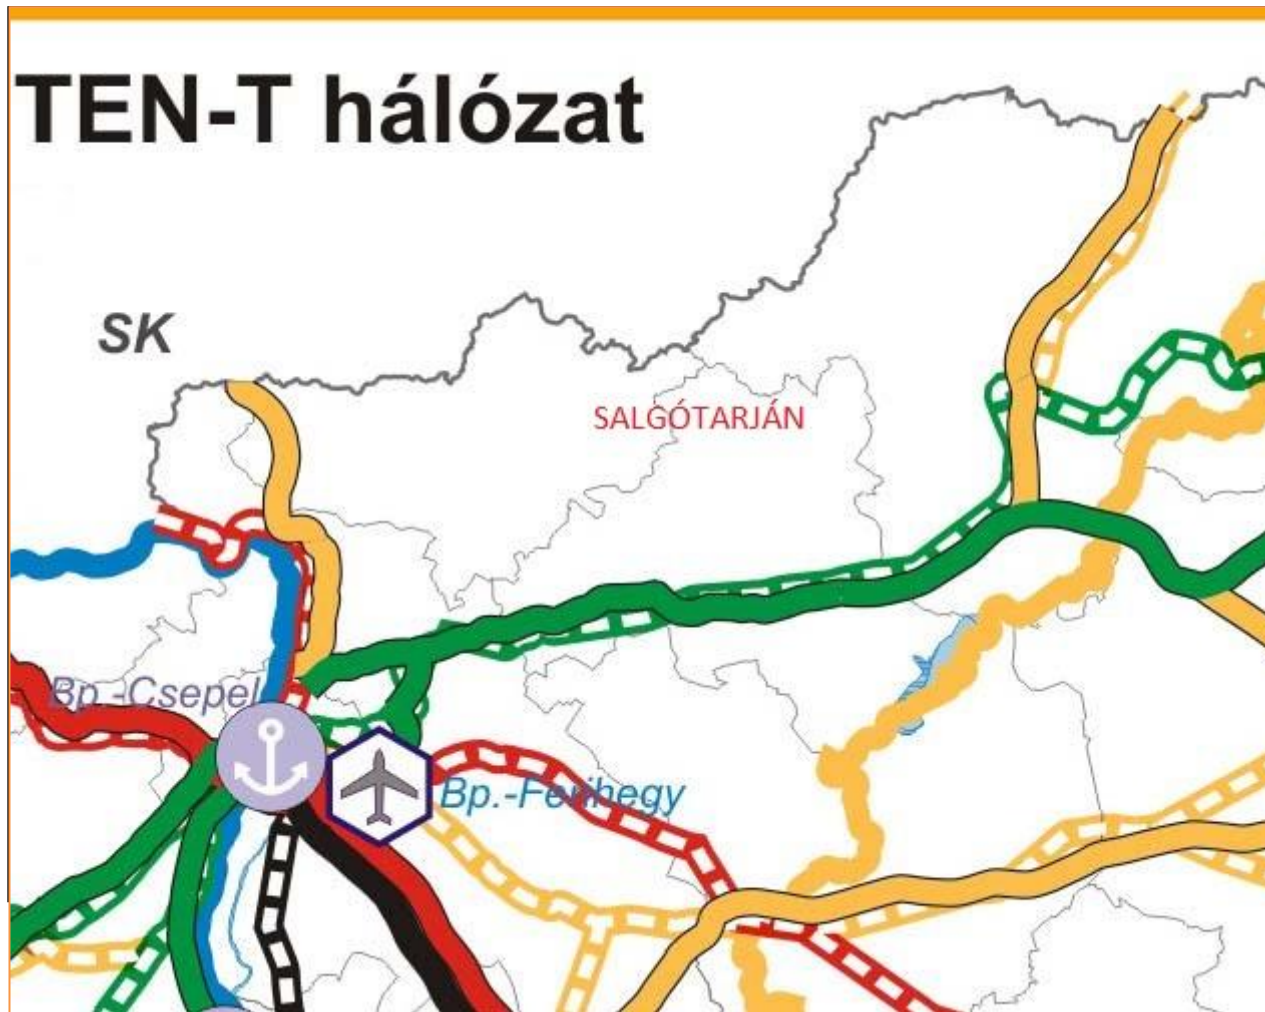 TEN-T hálózat
SK
SALGÓTARJÁN
Bp.-Csepel
Bp.-Ferihegy